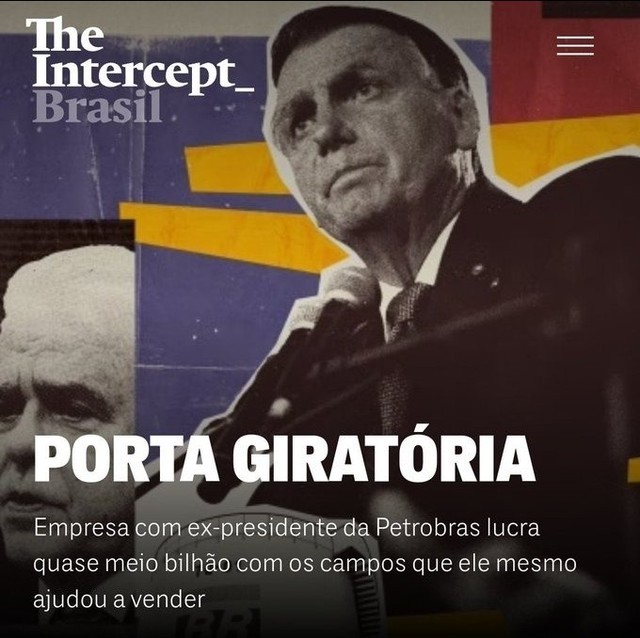 The
Intercept_
Brasil
PORTA GIRATÓRIA
Empresa com ex-presidente da Petrobras lucra
quase meio bilhão com os campos que ele mesmo
ajudou a vender
BR